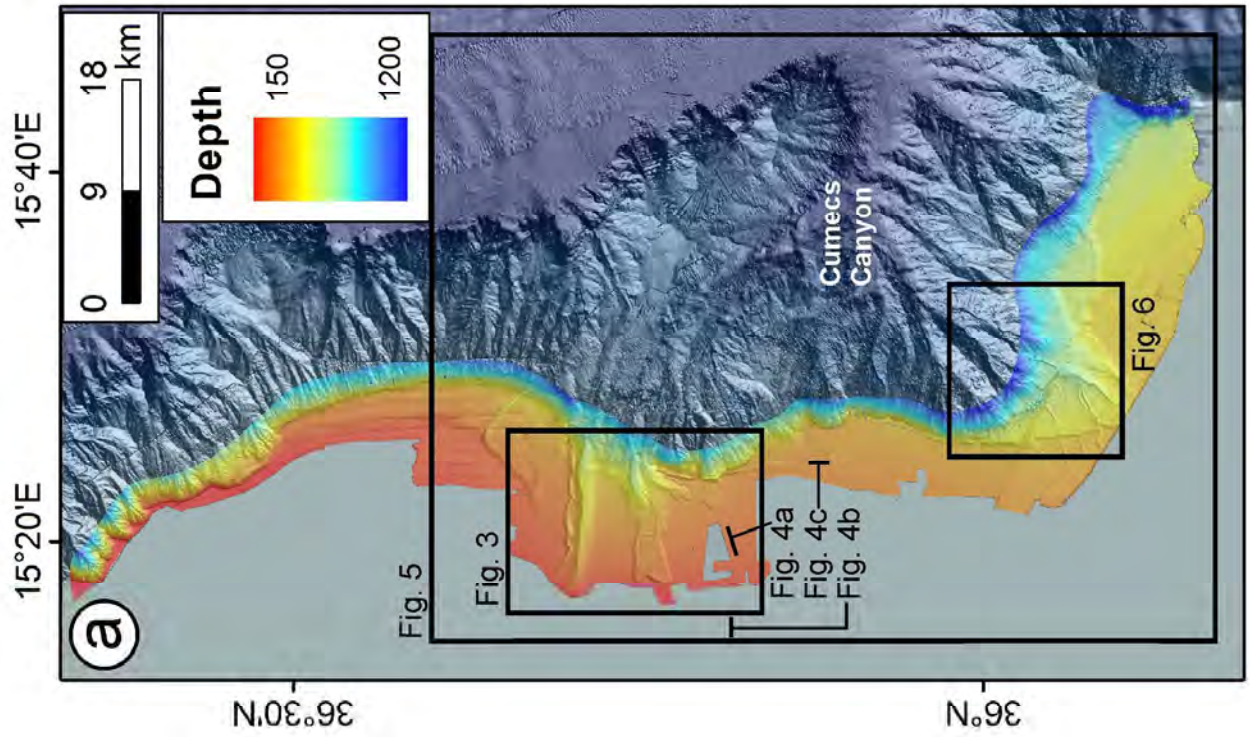 a
15°20'E
15°40'E
0 9 18
km
Depth
150
1200
36°30'N
36°N
Fig. 5
Fig. 3
Fig. 4a
Fig. 4c
Fig. 4b
Cumecs
Canyon
Fig. 6